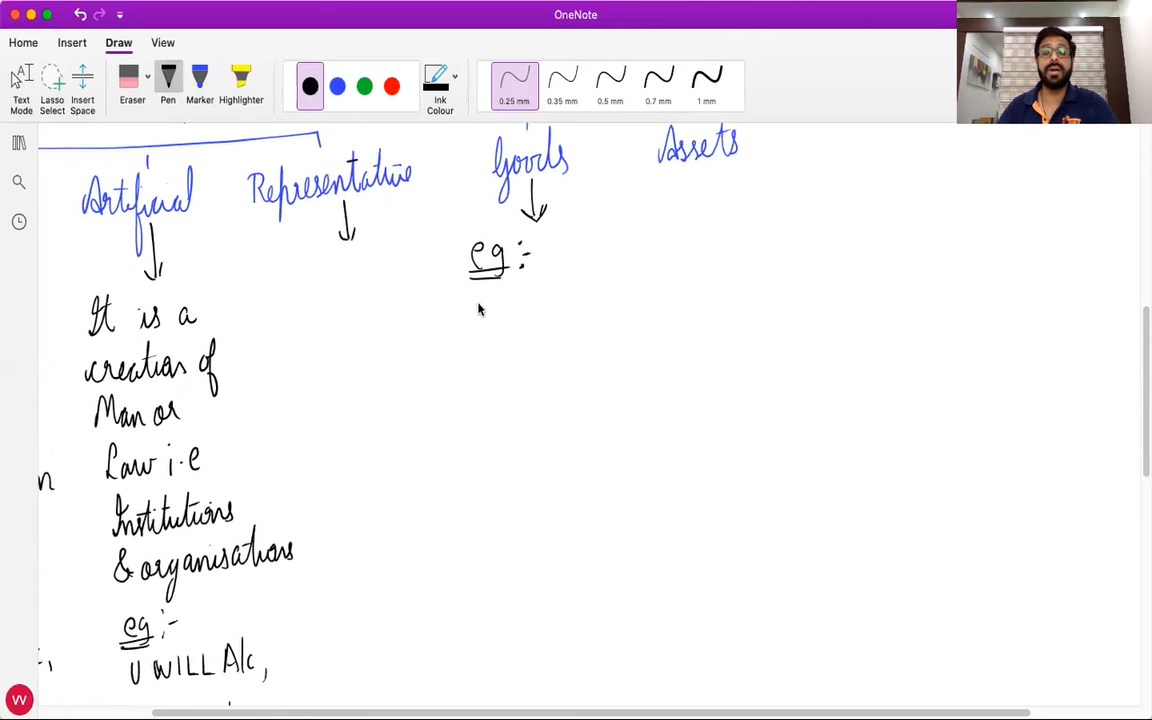 OneNote
Home Insert Draw View
Text Mode
Lasso Select
Insert Space
Eraser
Pen
Marker
Highlighter
Ink Colour
0.25 mm
0.35 mm
0.5 mm
0.7 mm
1 mm
Artificial Representative Goods Assets
eg :-
It is a
creation of
Man or
Law i.e
Institutions
& organisations
eg :-
U WILL A/c,
VV